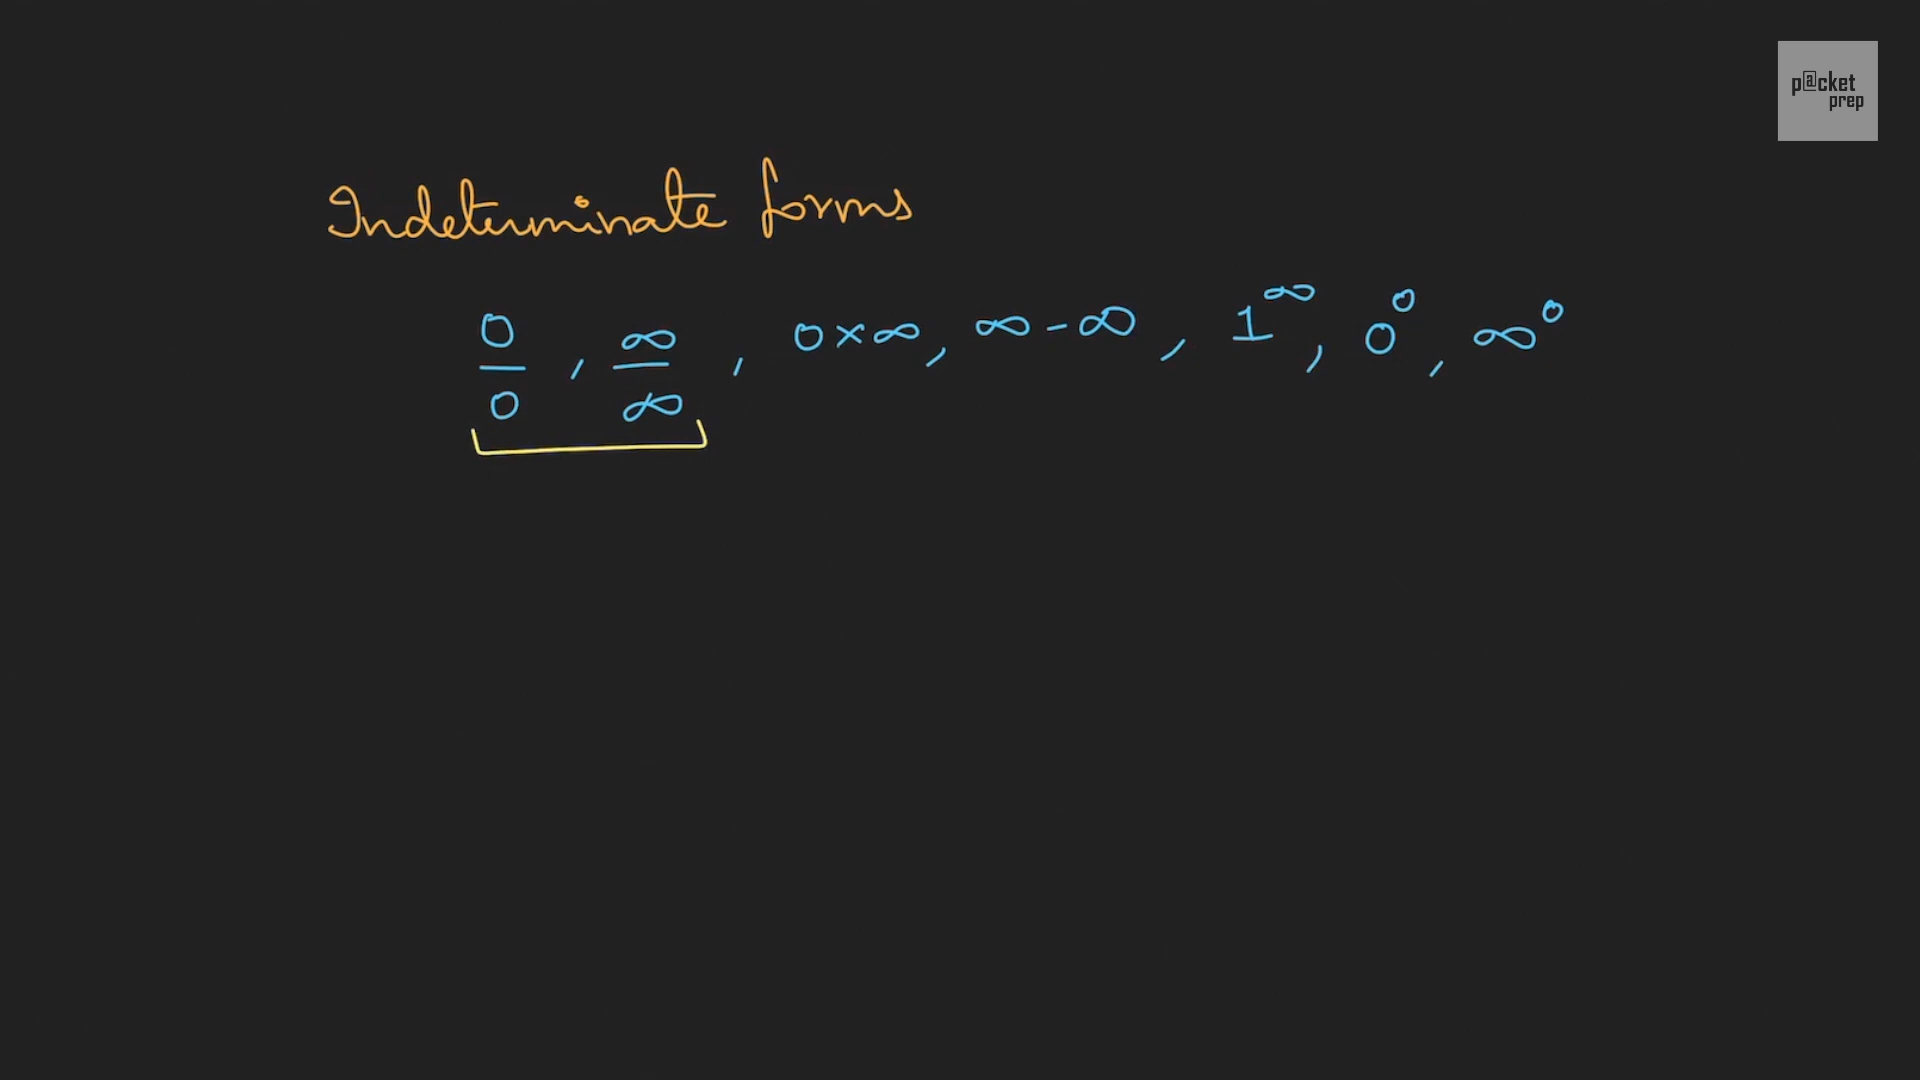 p@cket
prep
Indeterminate forms
0/0 , ∞/∞ , 0×∞, ∞-∞ , 1^∞ , 0^0 , ∞^0